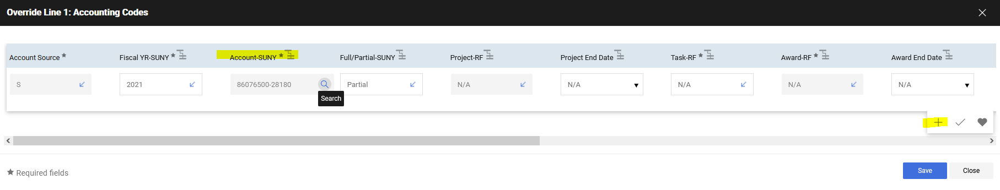 Override Line 1: Accounting Codes
Account Source Fiscal YR-SUNY Account-SUNY Full/Partial-SUNY Project-RF Project End Date Task-RF Award-RF Award End Date
S 2021 86076500-28180 Partial N/A N/A N/A N/A N/A
Search
Required fields Save Close